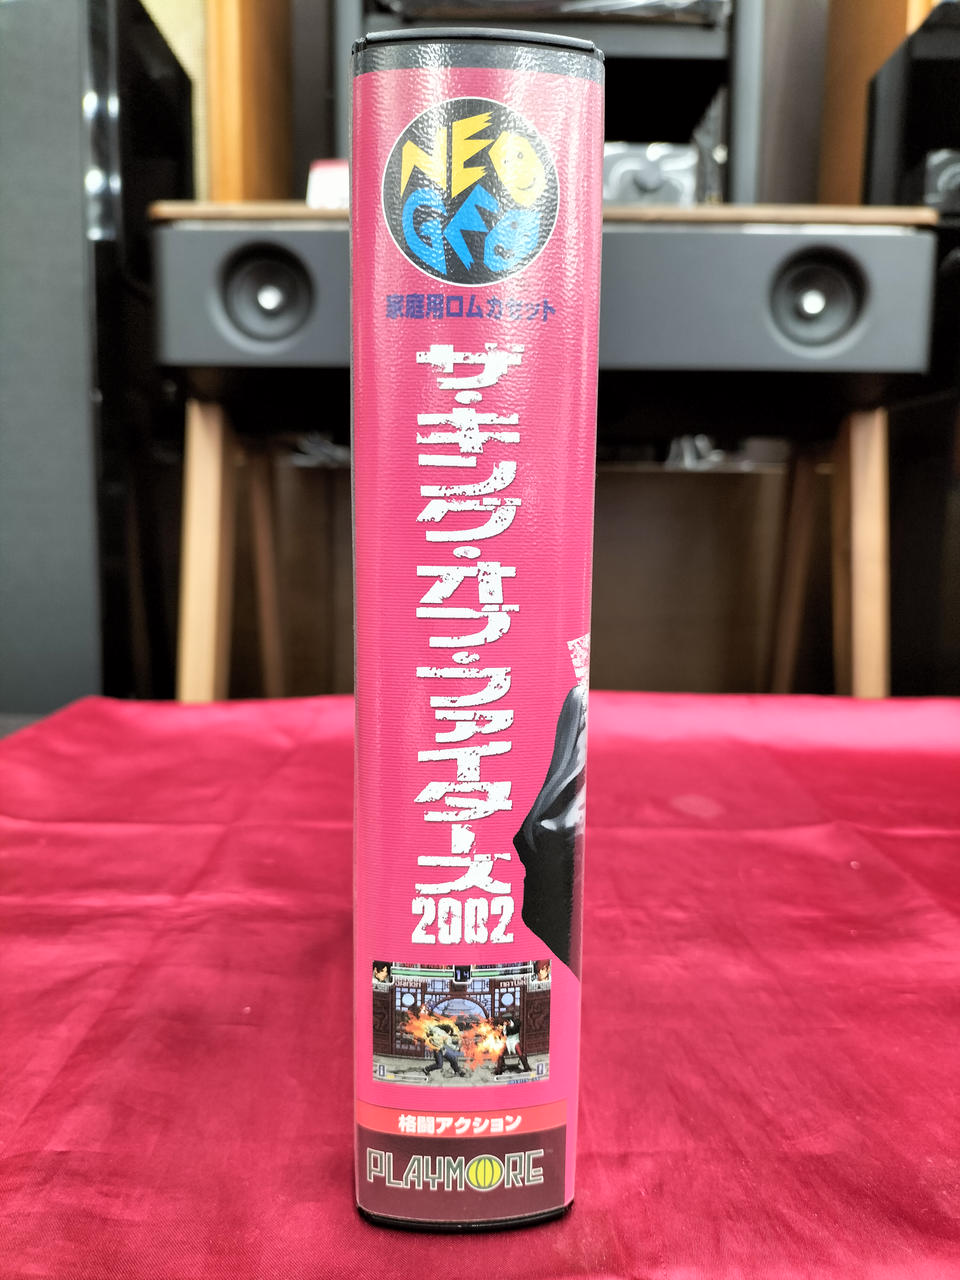 NEO
GEO
家庭用ロムカセット
ザ・キング・オブ・ファイターズ
2002
格闘アクション
PLAYMORE